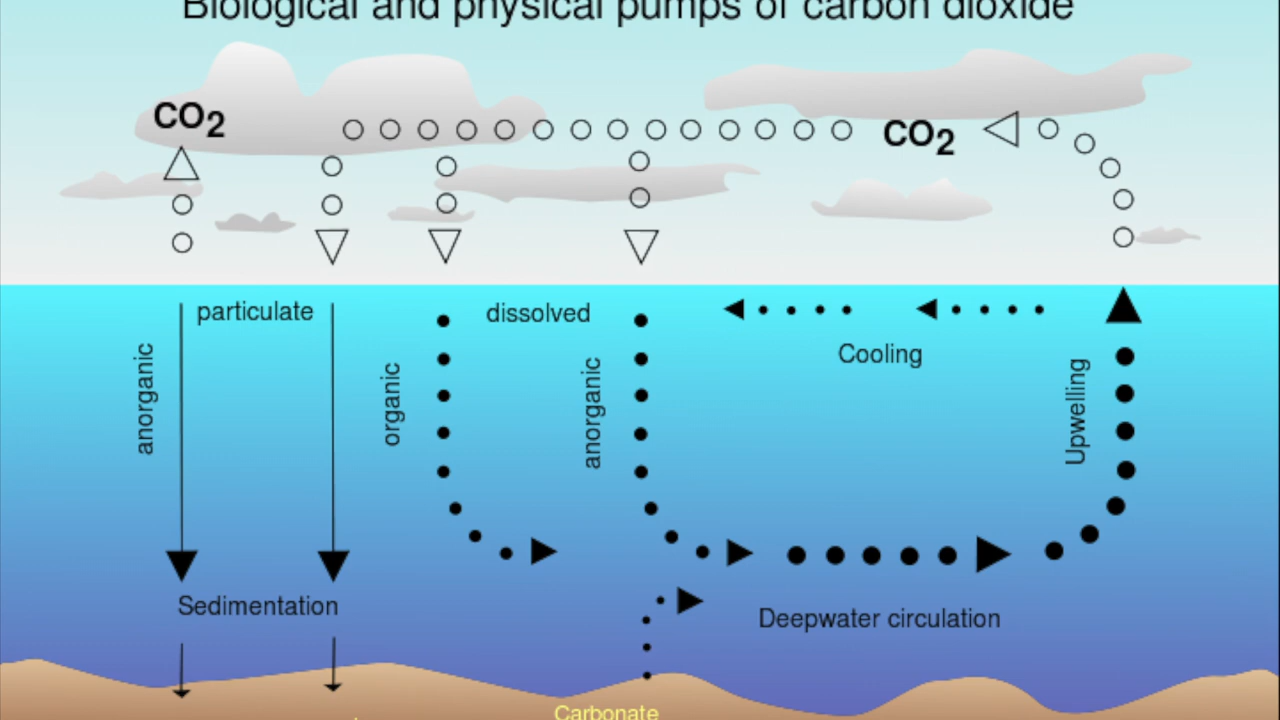 Biological and physical pumps of carbon dioxide
CO2
CO2
particulate
dissolved
anorganic
organic
anorganic
Cooling
Upwelling
Sedimentation
Deepwater circulation
Carbonate